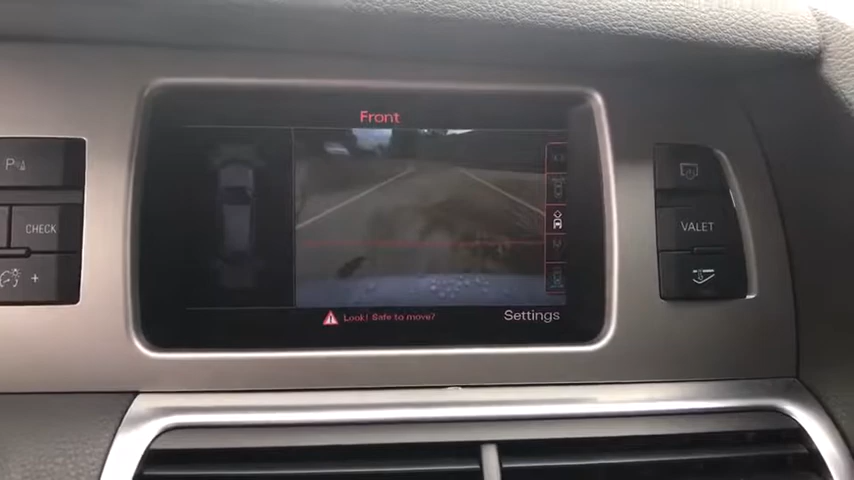 Front
P
CHECK
+
VALET
Look! Safe to move?
Settings